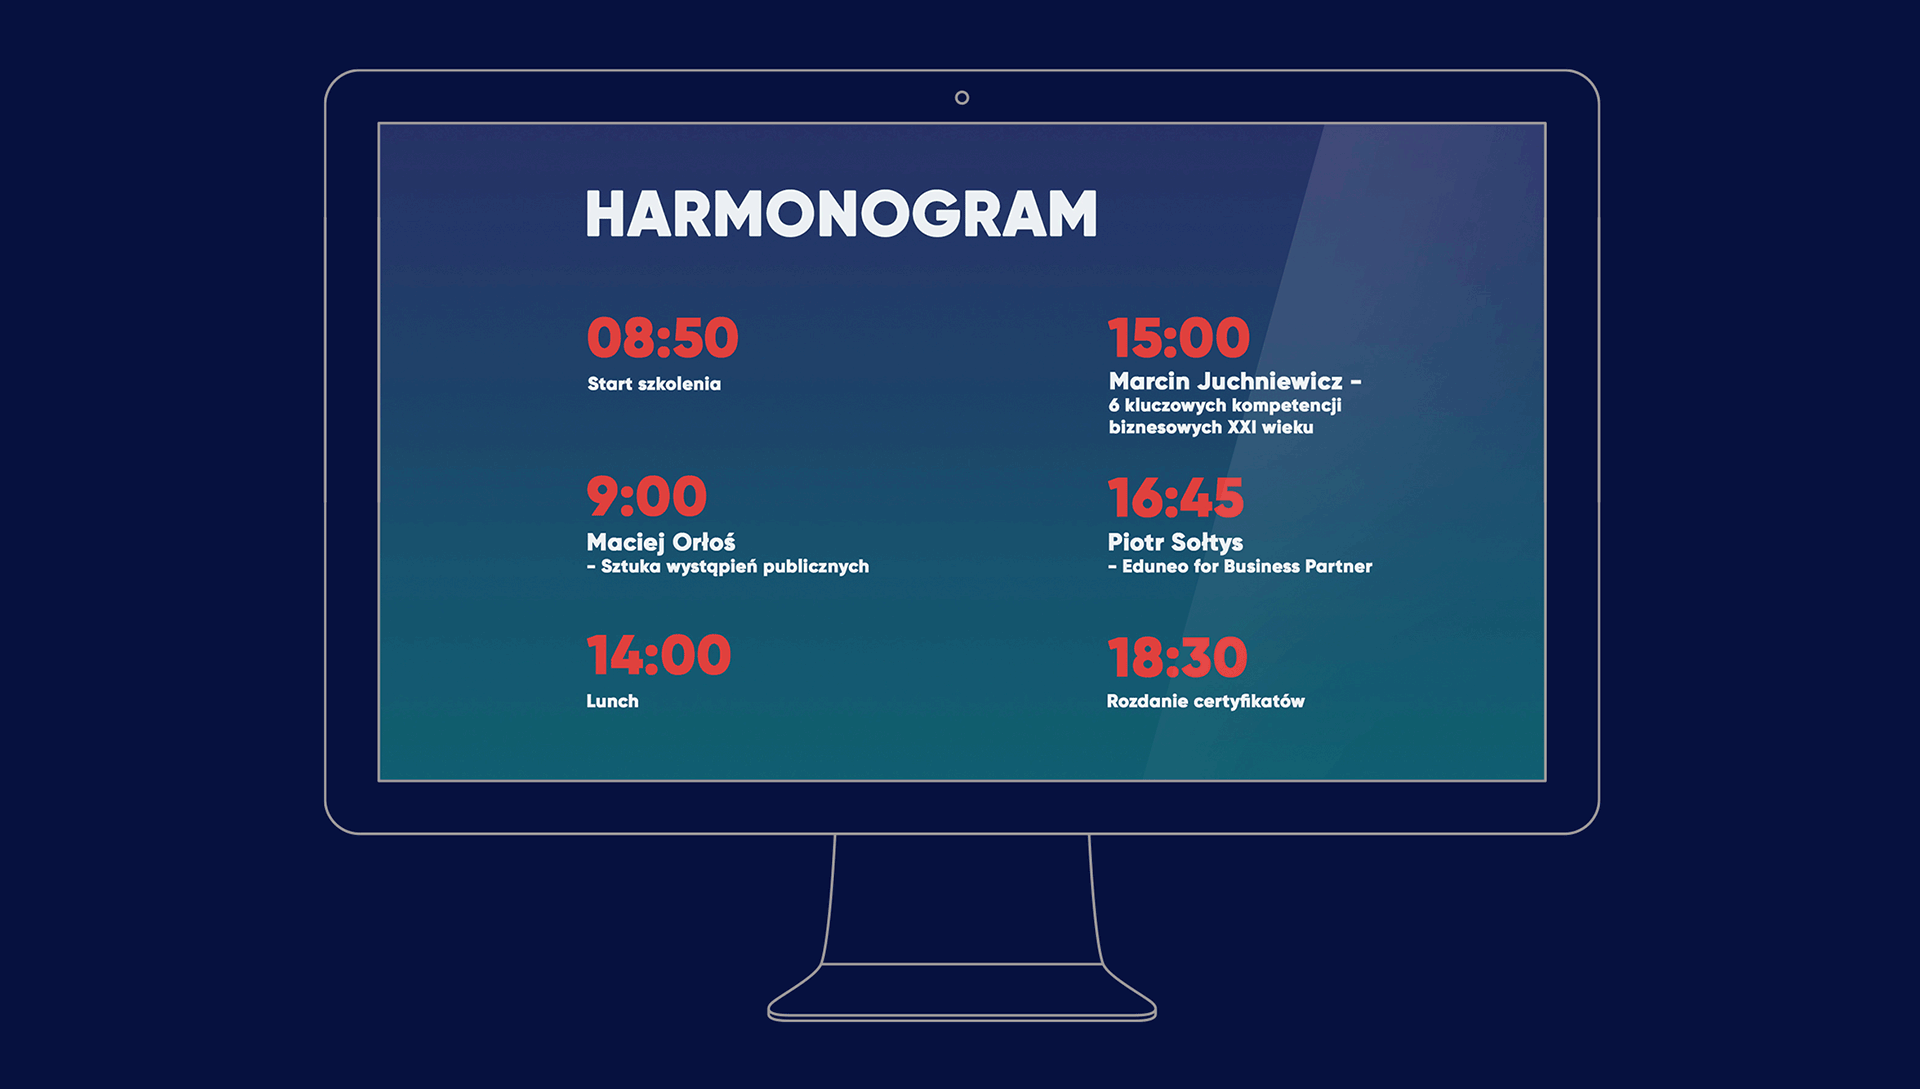 HARMONOGRAM
08:50
Start szkolenia
9:00
Maciej Orłoś
- Sztuka wystąpień publicznych
14:00
Lunch
15:00
Marcin Juchniewicz -
6 kluczowych kompetencji
biznesowych XXI wieku
16:45
Piotr Sołtys
- Eduneo for Business Partner
18:30
Rozdanie certyfikatów